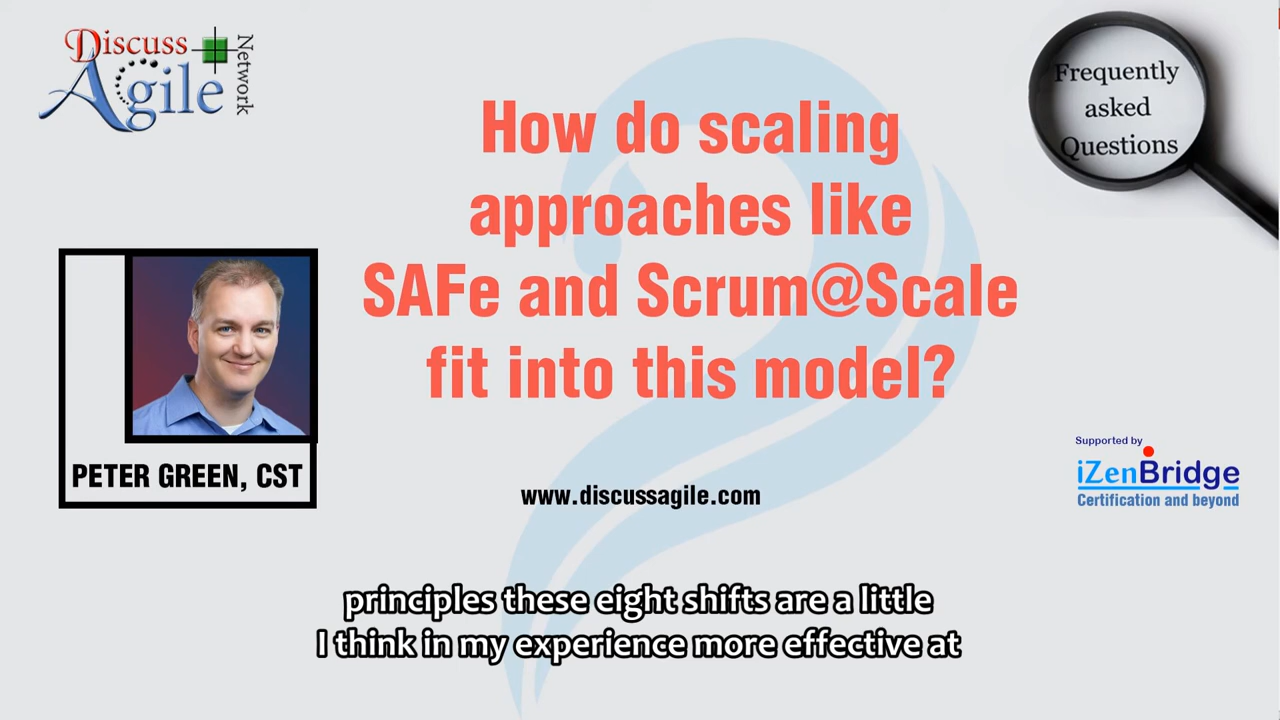 Discuss
Agile
Network
Frequently
asked
Questions
How do scaling
approaches like
SAFe and Scrum@Scale
fit into this model?
PETER GREEN, CST
www.discussagile.com
Supported by
iZenBridge
Certification and beyond
principles these eight shifts are a little
I think in my experience more effective at